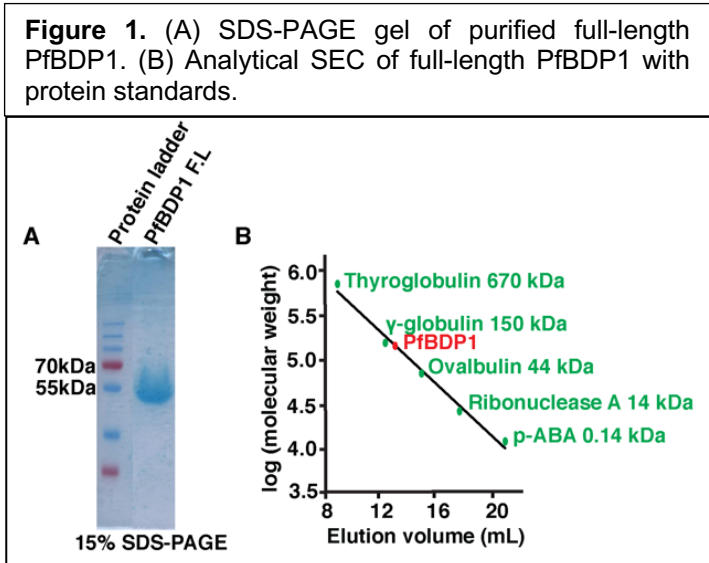 Figure 1. (A) SDS-PAGE gel of purified full-length
PfBDP1. (B) Analytical SEC of full-length PfBDP1 with
protein standards.
A
Protein ladder
PfBDP1 F.L
70kDa
55kDa
15% SDS-PAGE
B
log (molecular weight)
6.0
5.5
5.0
4.5
4.0
3.5
Thyroglobulin 670 kDa
γ-globulin 150 kDa
PfBDP1
Ovalbulin 44 kDa
Ribonuclease A 14 kDa
p-ABA 0.14 kDa
8 12 16 20
Elution volume (mL)